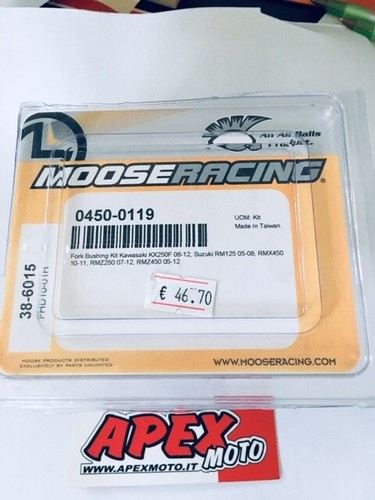 An All Balls
Product.
MOOSERACING®
0450-0119
UOM: Kit
Made In Taiwan
Fork Bushing Kit Kawasaki KX250F 06-12, Suzuki RM125 05-08, RMX450
10-11, RMZ250 07-12, RMZ450 05-12
38-6015
€ 46.70
MOOSE PRODUCTS DISTRIBUTED
EXCLUSIVELY BY PARTS UNLIMITED.
WWW.MOOSERACING.COM
APEX
MOTO
WWW.APEXMOTO.IT